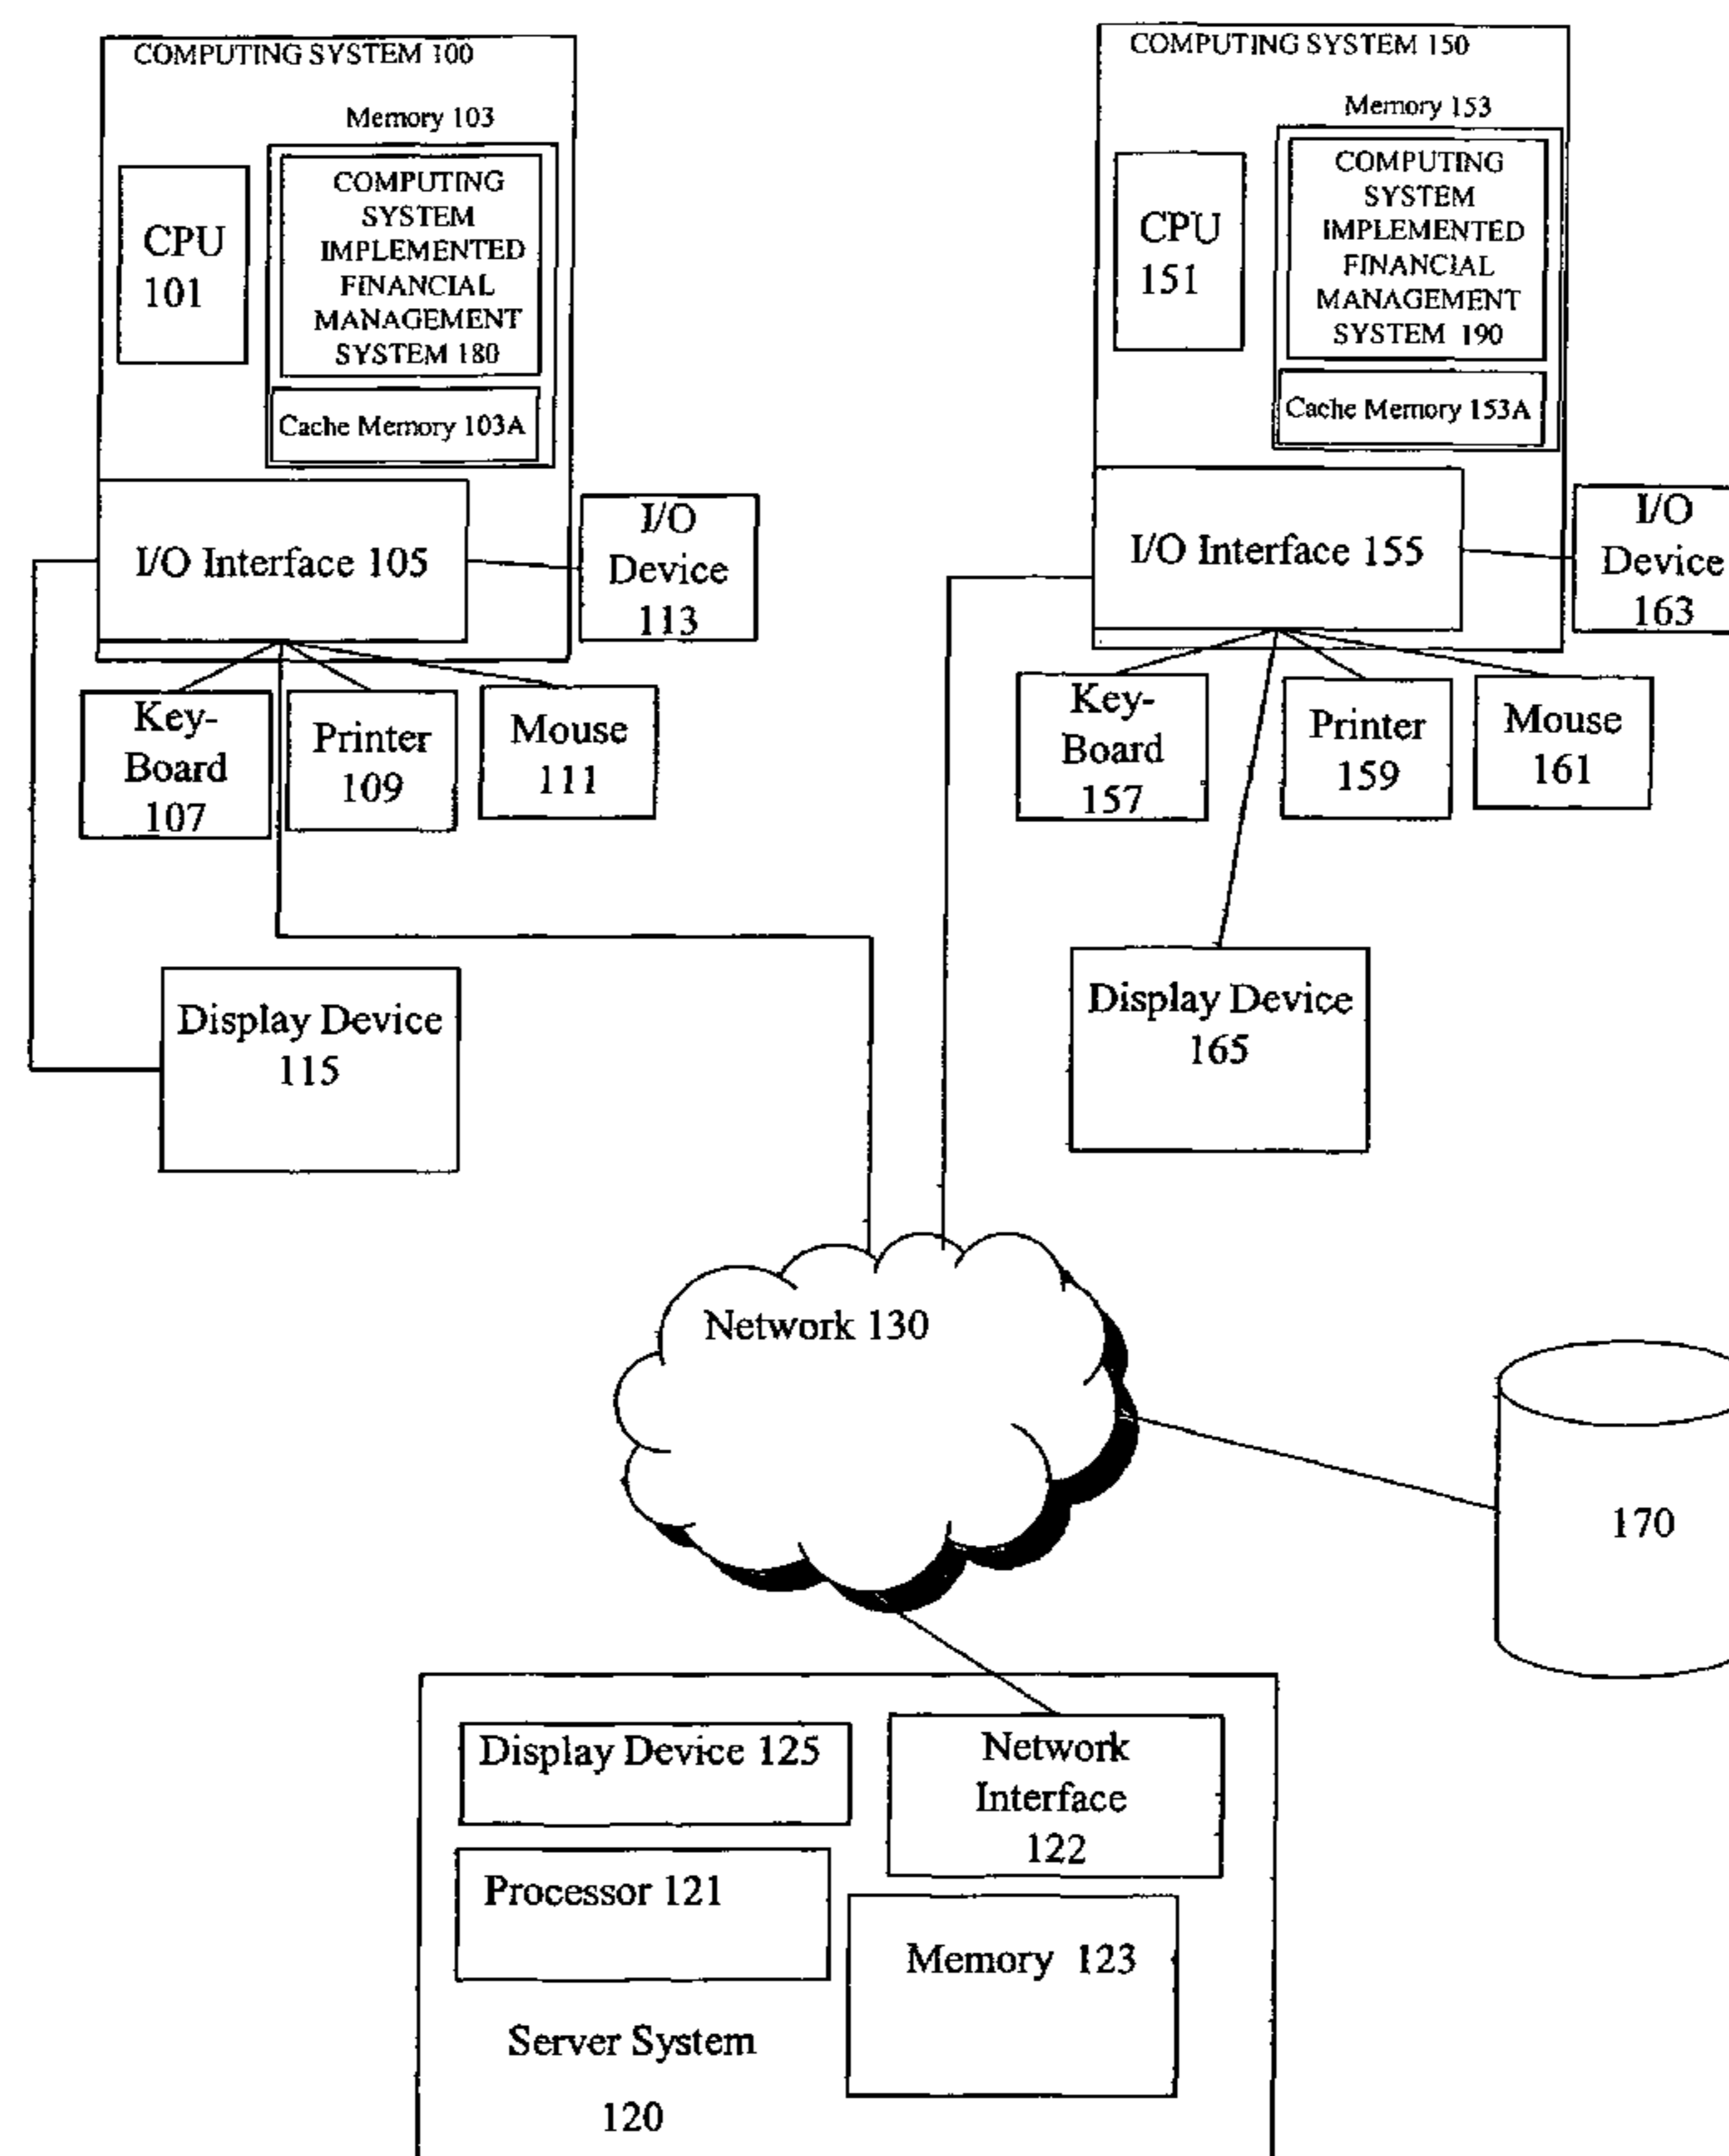 COMPUTING SYSTEM 100
Memory 103
CPU
101
COMPUTING
SYSTEM
IMPLEMENTED
FINANCIAL
MANAGEMENT
SYSTEM 180
Cache Memory 103A
I/O Interface 105
I/O
Device
113
Key-
Board
107
Printer
109
Mouse
111
Display Device
115
COMPUTING SYSTEM 150
Memory 153
CPU
151
COMPUTING
SYSTEM
IMPLEMENTED
FINANCIAL
MANAGEMENT
SYSTEM 190
Cache Memory 153A
I/O Interface 155
I/O
Device
163
Key-
Board
157
Printer
159
Mouse
161
Display Device
165
Network 130
170
Display Device 125
Network
Interface
122
Processor 121
Memory 123
Server System
120